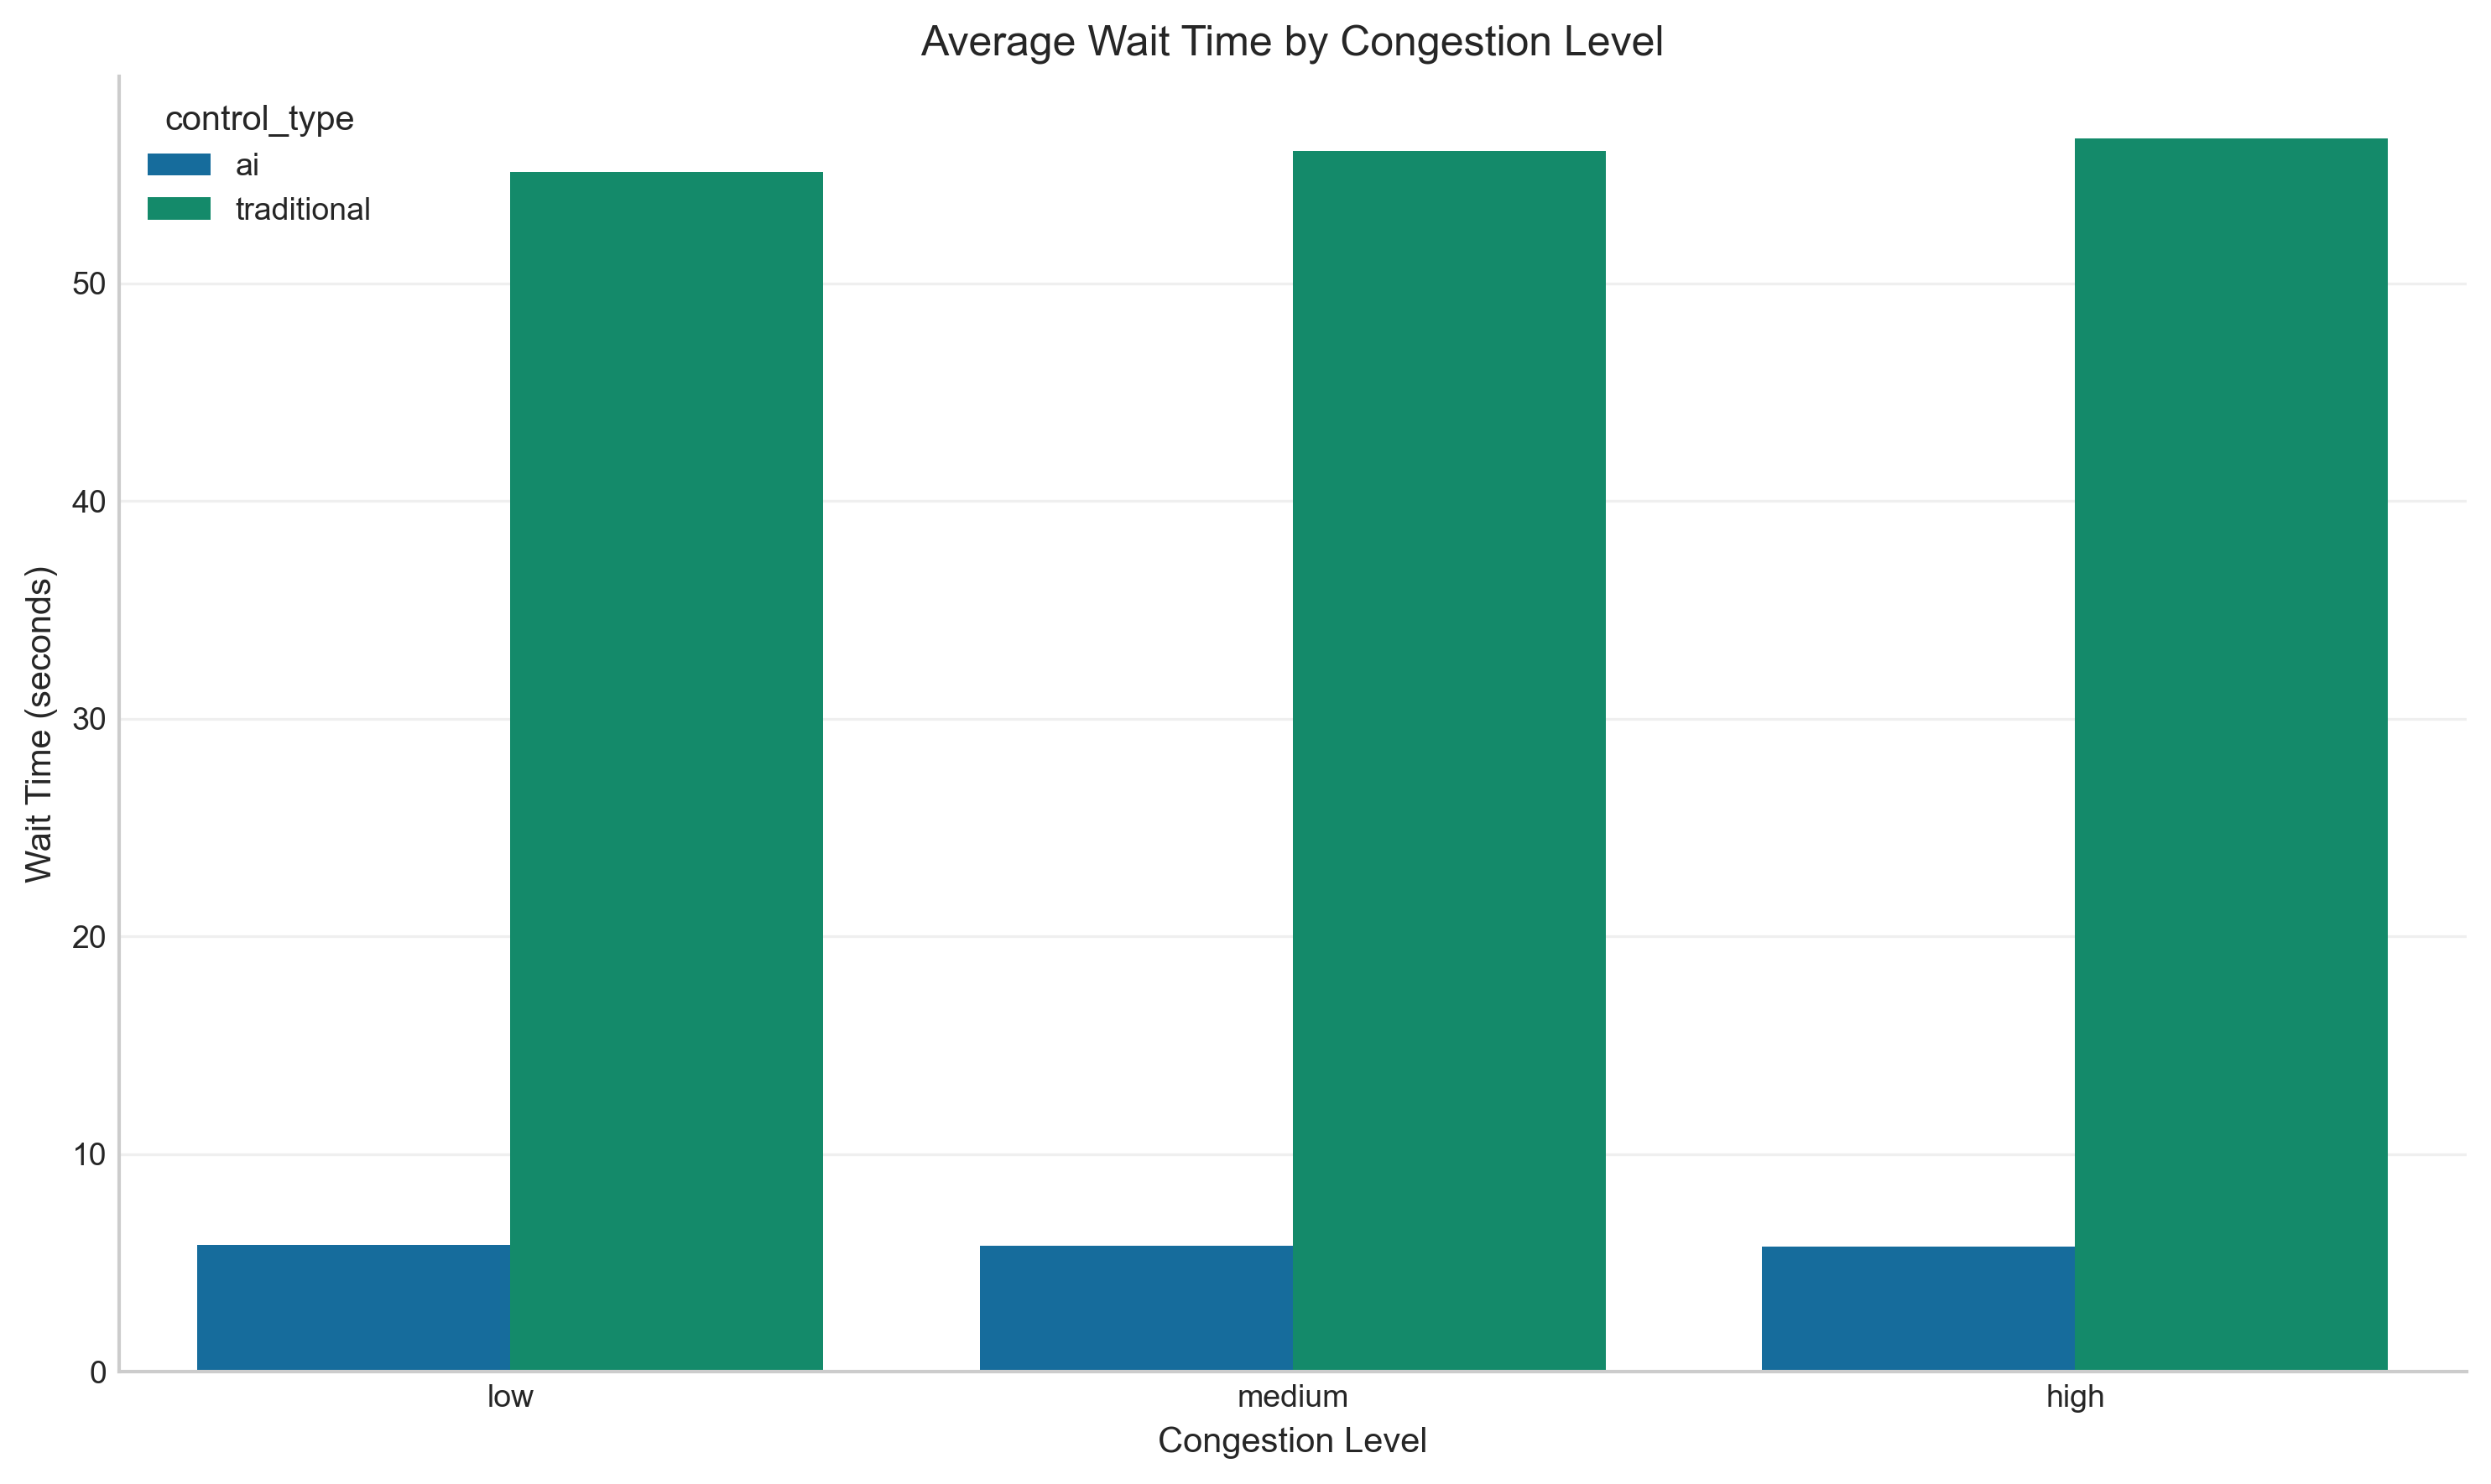 Average Wait Time by Congestion Level
control_type
ai
traditional
50
40
30
20
10
0
Wait Time (seconds)
low medium high
Congestion Level